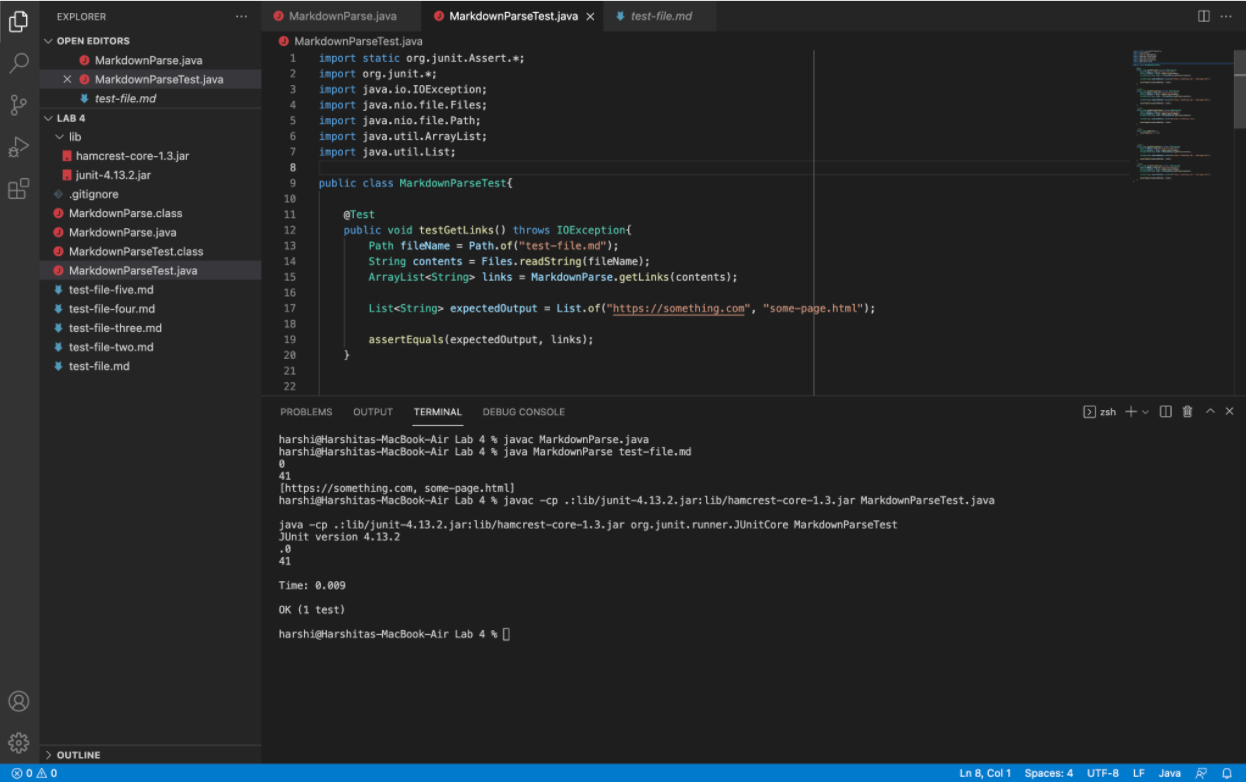 EXPLORER
OPEN EDITORS
MarkdownParse.java
MarkdownParseTest.java
test-file.md
LAB 4
lib
hamcrest-core-1.3.jar
junit-4.13.2.jar
.gitignore
MarkdownParse.class
MarkdownParse.java
MarkdownParseTest.class
MarkdownParseTest.java
test-file-five.md
test-file-four.md
test-file-three.md
test-file-two.md
test-file.md
OUTLINE
MarkdownParse.java
MarkdownParseTest.java
test-file.md
MarkdownParseTest.java
1 import static org.junit.Assert.*;
2 import org.junit.*;
3 import java.io.IOException;
4 import java.nio.file.Files;
5 import java.nio.file.Path;
6 import java.util.ArrayList;
7 import java.util.List;
8
9 public class MarkdownParseTest{
10
11 @Test
12 public void testGetLinks() throws IOException{
13 Path fileName = Path.of("test-file.md");
14 String contents = Files.readString(fileName);
15 ArrayList<String> links = MarkdownParse.getLinks(contents);
16
17 List<String> expectedOutput = List.of("https://something.com", "some-page.html");
18
19 assertEquals(expectedOutput, links);
20 }
21
22
PROBLEMS OUTPUT TERMINAL DEBUG CONSOLE
zsh
harshi@Harshitas-MacBook-Air Lab 4 % javac MarkdownParse.java
harshi@Harshitas-MacBook-Air Lab 4 % java MarkdownParse test-file.md
0
41
[https://something.com, some-page.html]
harshi@Harshitas-MacBook-Air Lab 4 % javac -cp .:lib/junit-4.13.2.jar:lib/hamcrest-core-1.3.jar MarkdownParseTest.java
java -cp .:lib/junit-4.13.2.jar:lib/hamcrest-core-1.3.jar org.junit.runner.JUnitCore MarkdownParseTest
JUnit version 4.13.2
.0
41
Time: 0.009
OK (1 test)
harshi@Harshitas-MacBook-Air Lab 4 %
0 0
Ln 8, Col 1 Spaces: 4 UTF-8 LF Java